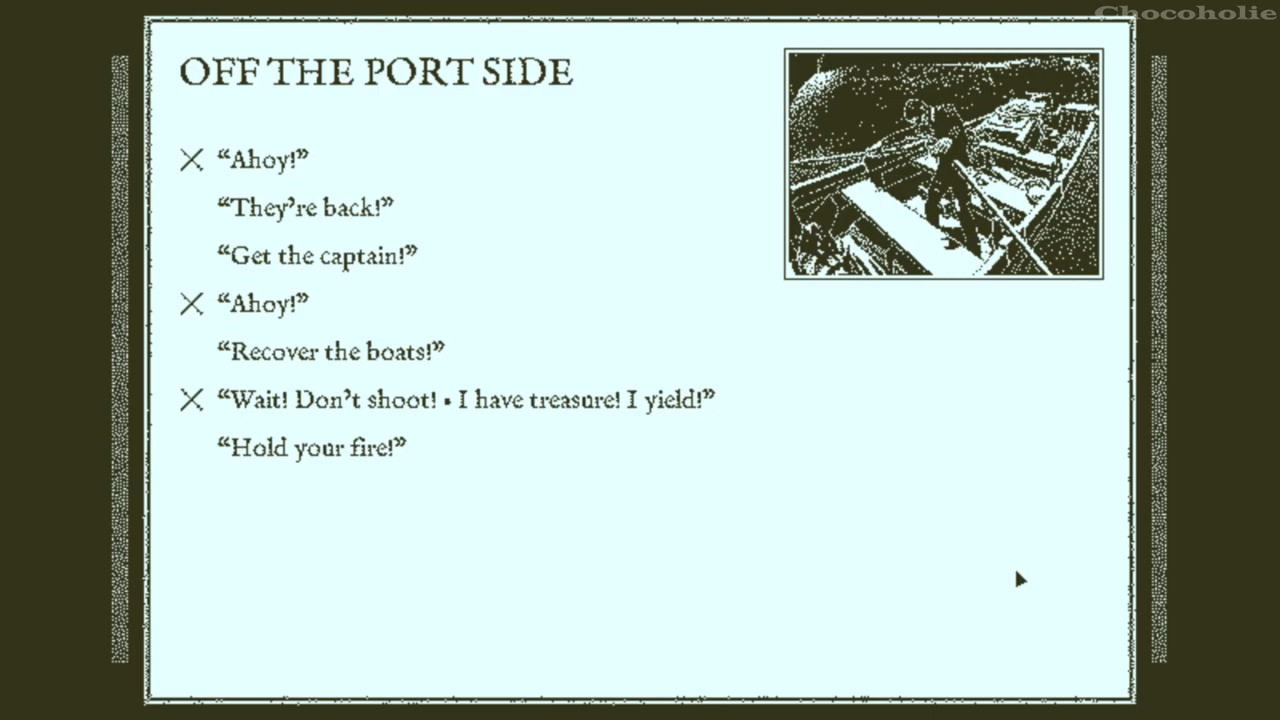 Chocoholie
OFF THE PORT SIDE
“Ahoy!”
“They’re back!”
“Get the captain!”
“Ahoy!”
“Recover the boats!”
“Wait! Don’t shoot! • I have treasure! I yield!”
“Hold your fire!”